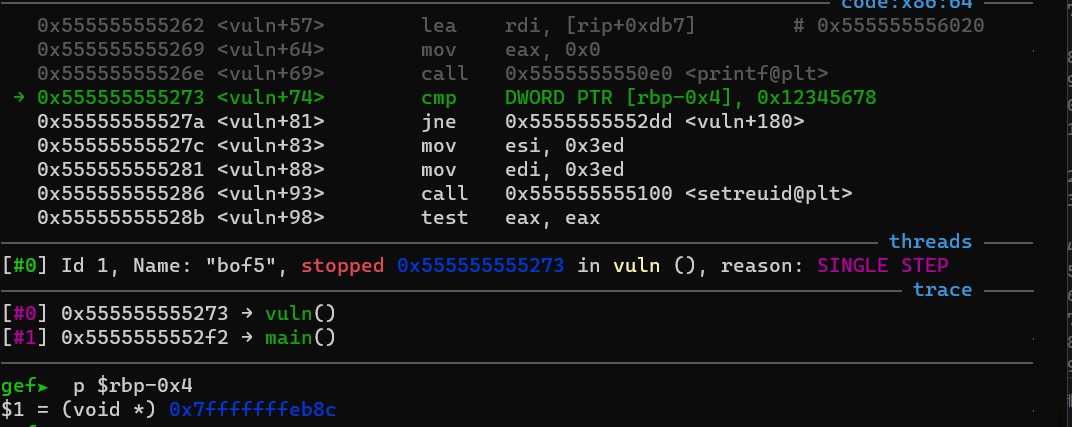 code:x86:64
0x555555555262 <vuln+57> lea rdi, [rip+0xdb7] # 0x555555556020
0x555555555269 <vuln+64> mov eax, 0x0
0x55555555526e <vuln+69> call 0x5555555550e0 <printf@plt>
→ 0x555555555273 <vuln+74> cmp DWORD PTR [rbp-0x4], 0x12345678
0x55555555527a <vuln+81> jne 0x5555555552dd <vuln+180>
0x55555555527c <vuln+83> mov esi, 0x3ed
0x555555555281 <vuln+88> mov edi, 0x3ed
0x555555555286 <vuln+93> call 0x555555555100 <setreuid@plt>
0x55555555528b <vuln+98> test eax, eax
threads
[#0] Id 1, Name: "bof5", stopped 0x555555555273 in vuln (), reason: SINGLE STEP
trace
[#0] 0x555555555273 → vuln()
[#1] 0x5555555552f2 → main()
gef➤ p $rbp-0x4
$1 = (void *) 0x7fffffffeb8c